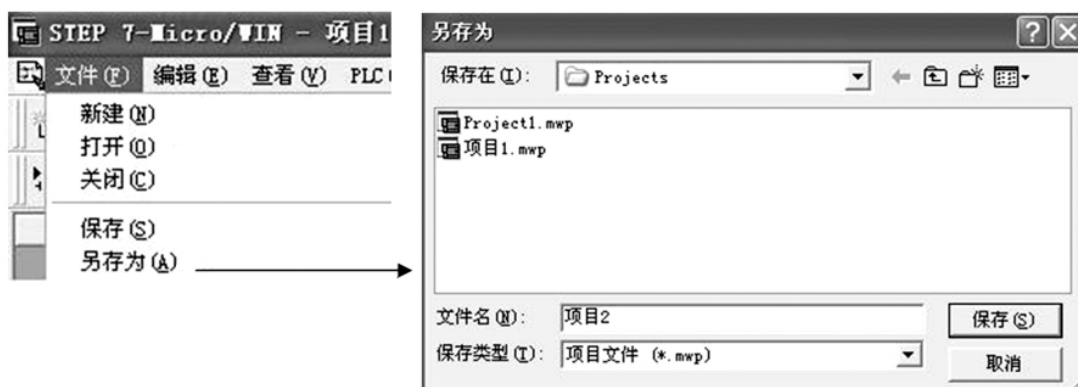 STEP 7-Micro/WIN - 项目1
文件(F) 编辑(E) 查看(V) PLC
新建(N)
打开(O)
关闭(C)
保存(S)
另存为(A)
另存为
保存在(I): Projects
Project1.mwp
项目1.mwp
文件名(N): 项目2 保存(S)
保存类型(T): 项目文件 (*.mwp) 取消